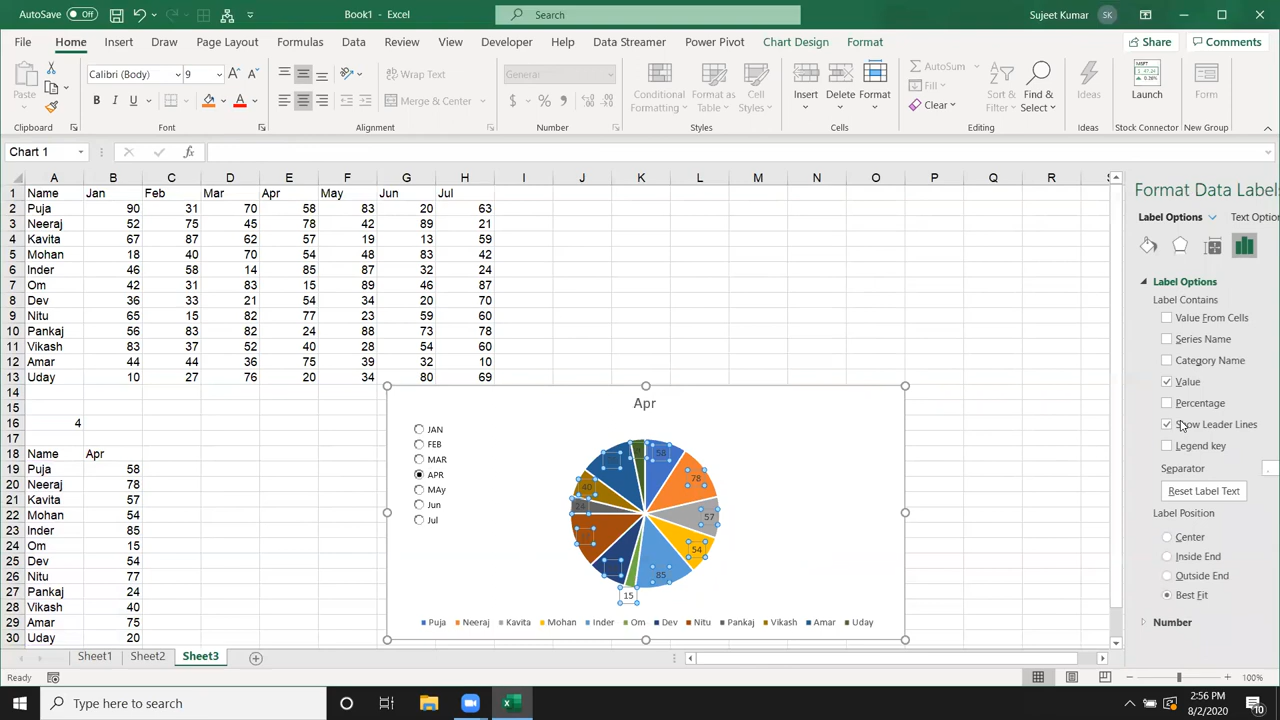 AutoSave Off Book1 - Excel Search Sujeet Kumar SK
File Home Insert Draw Page Layout Formulas Data Review View Developer Help Data Streamer Power Pivot Chart Design Format Share Comments
Calibri (Body) 9 Wrap Text General AutoSum
Paste B I U Merge & Center $ % Conditional Formatting Format as Table Cell Styles Insert Delete Format Fill Clear Sort & Filter Find & Select Ideas Launch Form
Clipboard Font Alignment Number Styles Cells Editing Ideas Stock Connector New Group
Chart 1 fx
A B C D E F G H I J K L M N O P Q R
1 Name Jan Feb Mar Apr May Jun Jul
2 Puja 90 31 70 58 83 20 63
3 Neeraj 52 75 45 78 42 89 21
4 Kavita 67 87 62 57 19 13 59
5 Mohan 18 40 70 54 48 83 42
6 Inder 46 58 14 85 87 32 24
7 Om 42 31 83 15 89 46 87
8 Dev 36 33 21 54 34 20 70
9 Nitu 65 15 82 77 23 59 60
10 Pankaj 56 83 82 24 88 73 78
11 Vikash 83 37 52 40 28 54 60
12 Amar 44 44 36 75 39 32 10
13 Uday 10 27 76 20 34 80 69
14
15
16 4
17
18 Name Apr
19 Puja 58
20 Neeraj 78
21 Kavita 57
22 Mohan 54
23 Inder 85
24 Om 15
25 Dev 54
26 Nitu 77
27 Pankaj 24
28 Vikash 40
29 Amar 75
30 Uday 20
Apr
JAN
FEB
MAR
APR
MAy
Jun
Jul
58
78
57
54
85
15
24
40
Puja Neeraj Kavita Mohan Inder Om Dev Nitu Pankaj Vikash Amar Uday
Format Data Labels
Label Options Text Optio
Label Options
Label Contains
Value From Cells
Series Name
Category Name
Value
Percentage
Show Leader Lines
Legend key
Separator
Reset Label Text
Label Position
Center
Inside End
Outside End
Best Fit
Number
Sheet1 Sheet2 Sheet3
Ready 100%
Type here to search
2:56 PM
8/2/2020
10